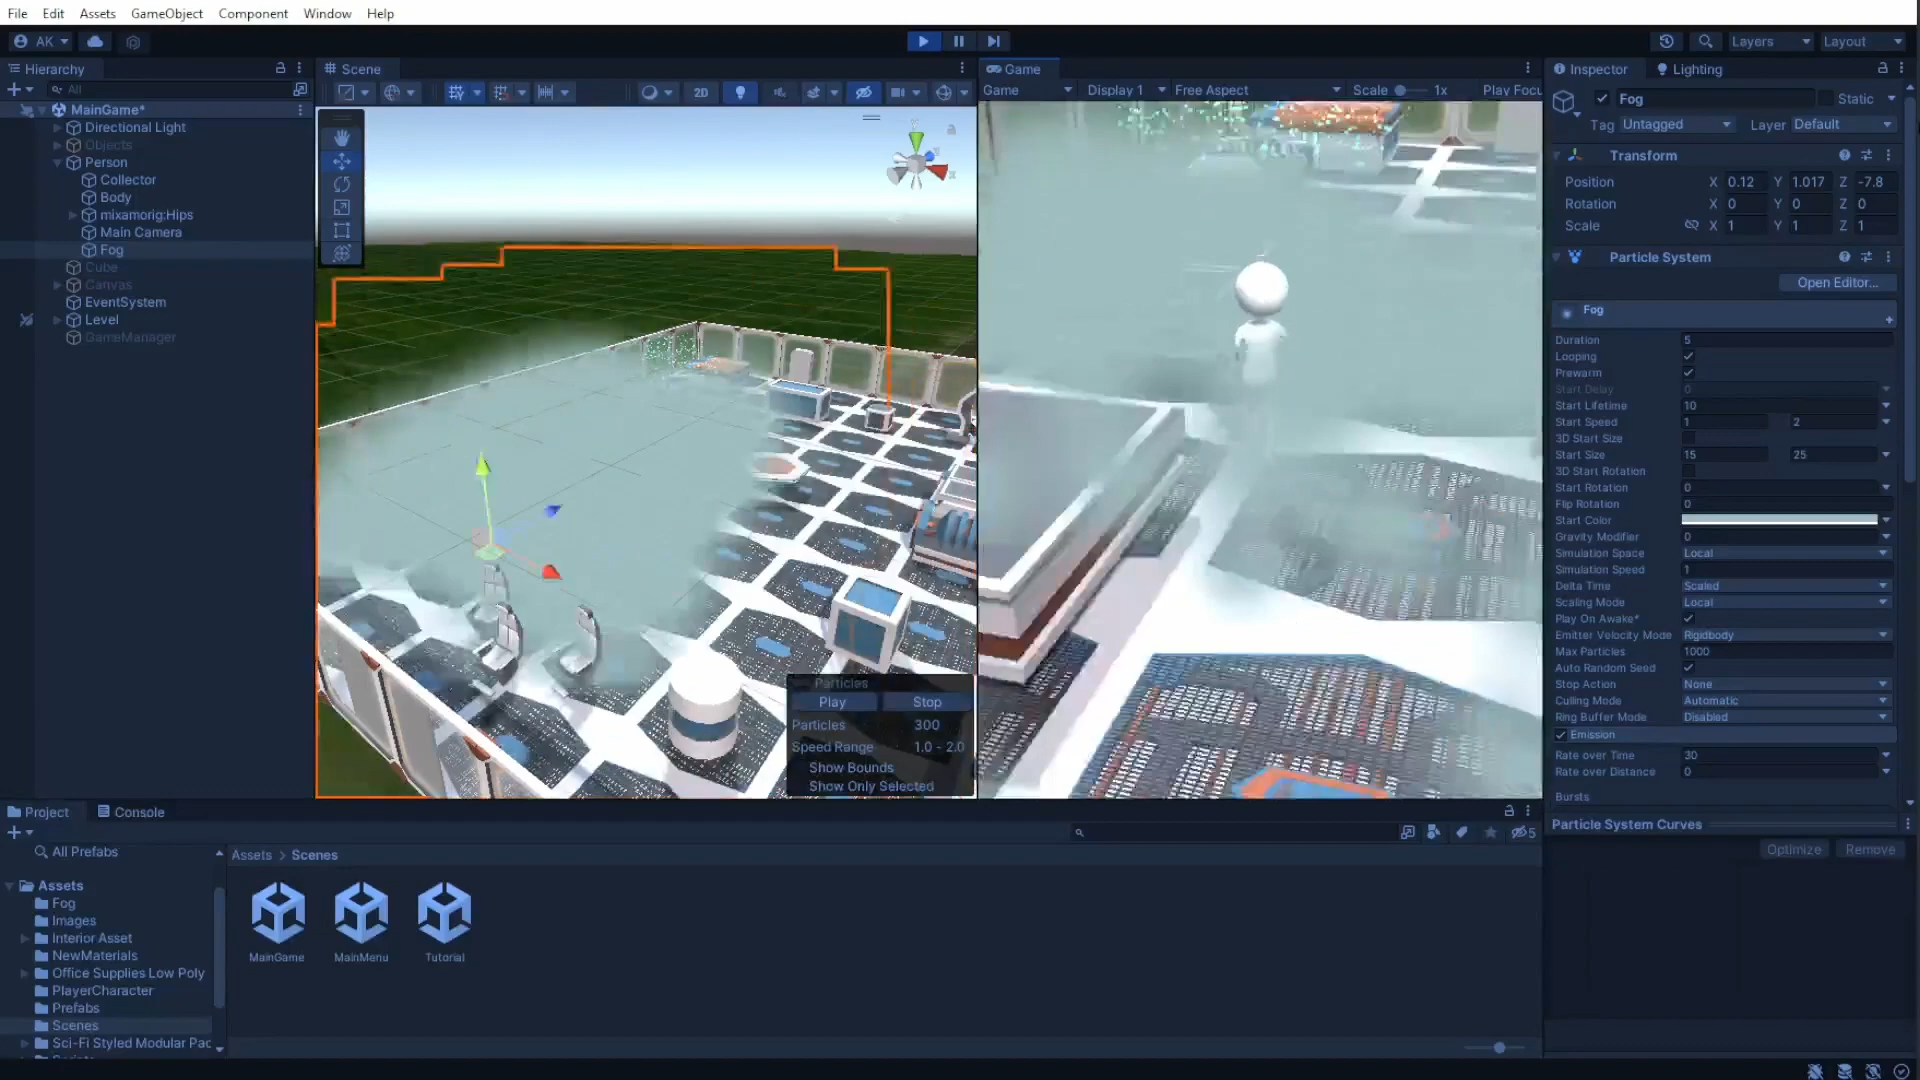 File Edit Assets GameObject Component Window Help
AK
Layers Layout
Hierarchy
All
MainGame*
Directional Light
Objects
Person
Collector
Body
mixamorig:Hips
Main Camera
Fog
Cube
Canvas
EventSystem
Level
GameManager
Scene
2D
Particles
Play Stop
Particles 300
Speed Range 1.0 - 2.0
Show Bounds
Show Only Selected
Game
Game Display 1 Free Aspect Scale 1x Play Focu
Inspector Lighting
Fog Static
Tag Untagged Layer Default
Transform
Position X 0.12 Y 1.017 Z -7.8
Rotation X 0 Y 0 Z 0
Scale X 1 Y 1 Z 1
Particle System
Open Editor...
Fog
Duration 5
Looping
Prewarm
Start Delay 0
Start Lifetime 10
Start Speed 1 2
3D Start Size
Start Size 15 25
3D Start Rotation
Start Rotation 0
Flip Rotation 0
Start Color
Gravity Modifier 0
Simulation Space Local
Simulation Speed 1
Delta Time Scaled
Scaling Mode Local
Play On Awake*
Emitter Velocity Mode Rigidbody
Max Particles 1000
Auto Random Seed
Stop Action None
Culling Mode Automatic
Ring Buffer Mode Disabled
Emission
Rate over Time 30
Rate over Distance 0
Bursts
Particle System Curves
Optimize Remove
Project Console
5
All Prefabs
Assets
Fog
Images
Interior Asset
NewMaterials
Office Supplies Low Poly
PlayerCharacter
Prefabs
Scenes
Sci-Fi Styled Modular Pac
Assets > Scenes
MainGame MainMenu Tutorial